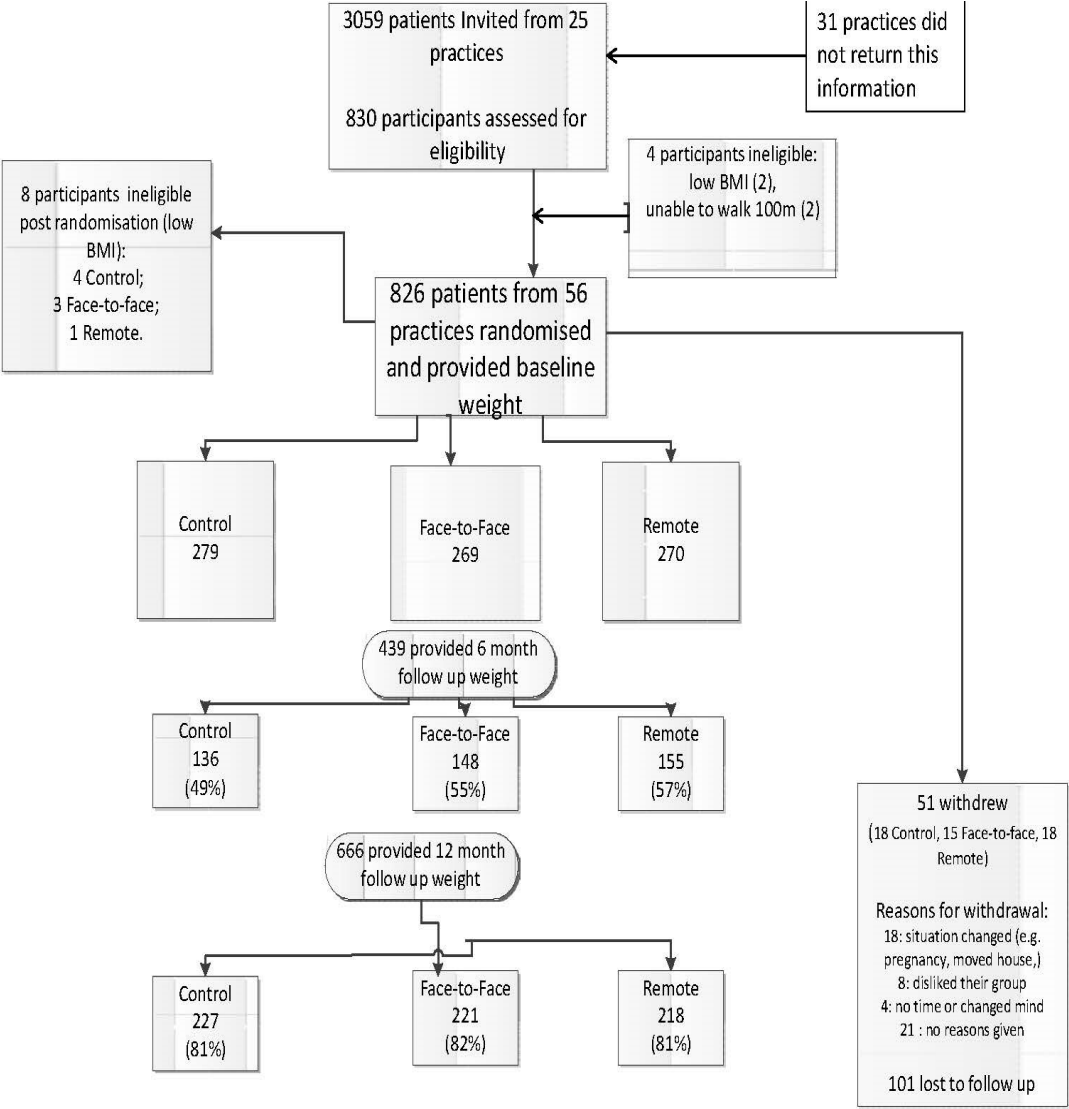 3059 patients Invited from 25
practices
830 participants assessed for
eligibility
31 practices did
not return this
information
4 participants ineligible:
low BMI (2),
unable to walk 100m (2)
8 participants ineligible
post randomisation (low
BMI):
4 Control;
3 Face-to-face;
1 Remote.
826 patients from 56
practices randomised
and provided baseline
weight
Control
279
Face-to-Face
269
Remote
270
439 provided 6 month
follow up weight
Control
136
(49%)
Face-to-Face
148
(55%)
Remote
155
(57%)
666 provided 12 month
follow up weight
Control
227
(81%)
Face-to-Face
221
(82%)
Remote
218
(81%)
51 withdrew
(18 Control, 15 Face-to-face, 18
Remote)
Reasons for withdrawal:
18: situation changed (e.g.
pregnancy, moved house,)
8: disliked their group
4: no time or changed mind
21 : no reasons given
101 lost to follow up